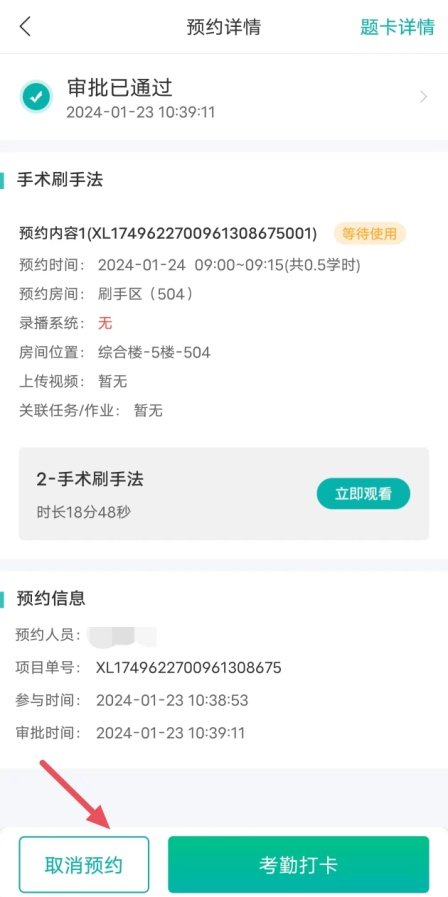 预约详情
题卡详情
审批已通过
2024-01-23 10:39:11
手术刷手法
预约内容1(XL1749622700961308675001) 等待使用
预约时间： 2024-01-24 09:00~09:15(共0.5学时)
预约房间： 刷手区（504）
录播系统： 无
房间位置： 综合楼-5楼-504
上传视频： 暂无
关联任务/作业： 暂无
2-手术刷手法
时长18分48秒
立即观看
预约信息
预约人员：
项目单号： XL1749622700961308675
参与时间： 2024-01-23 10:38:53
审批时间： 2024-01-23 10:39:11
取消预约
考勤打卡